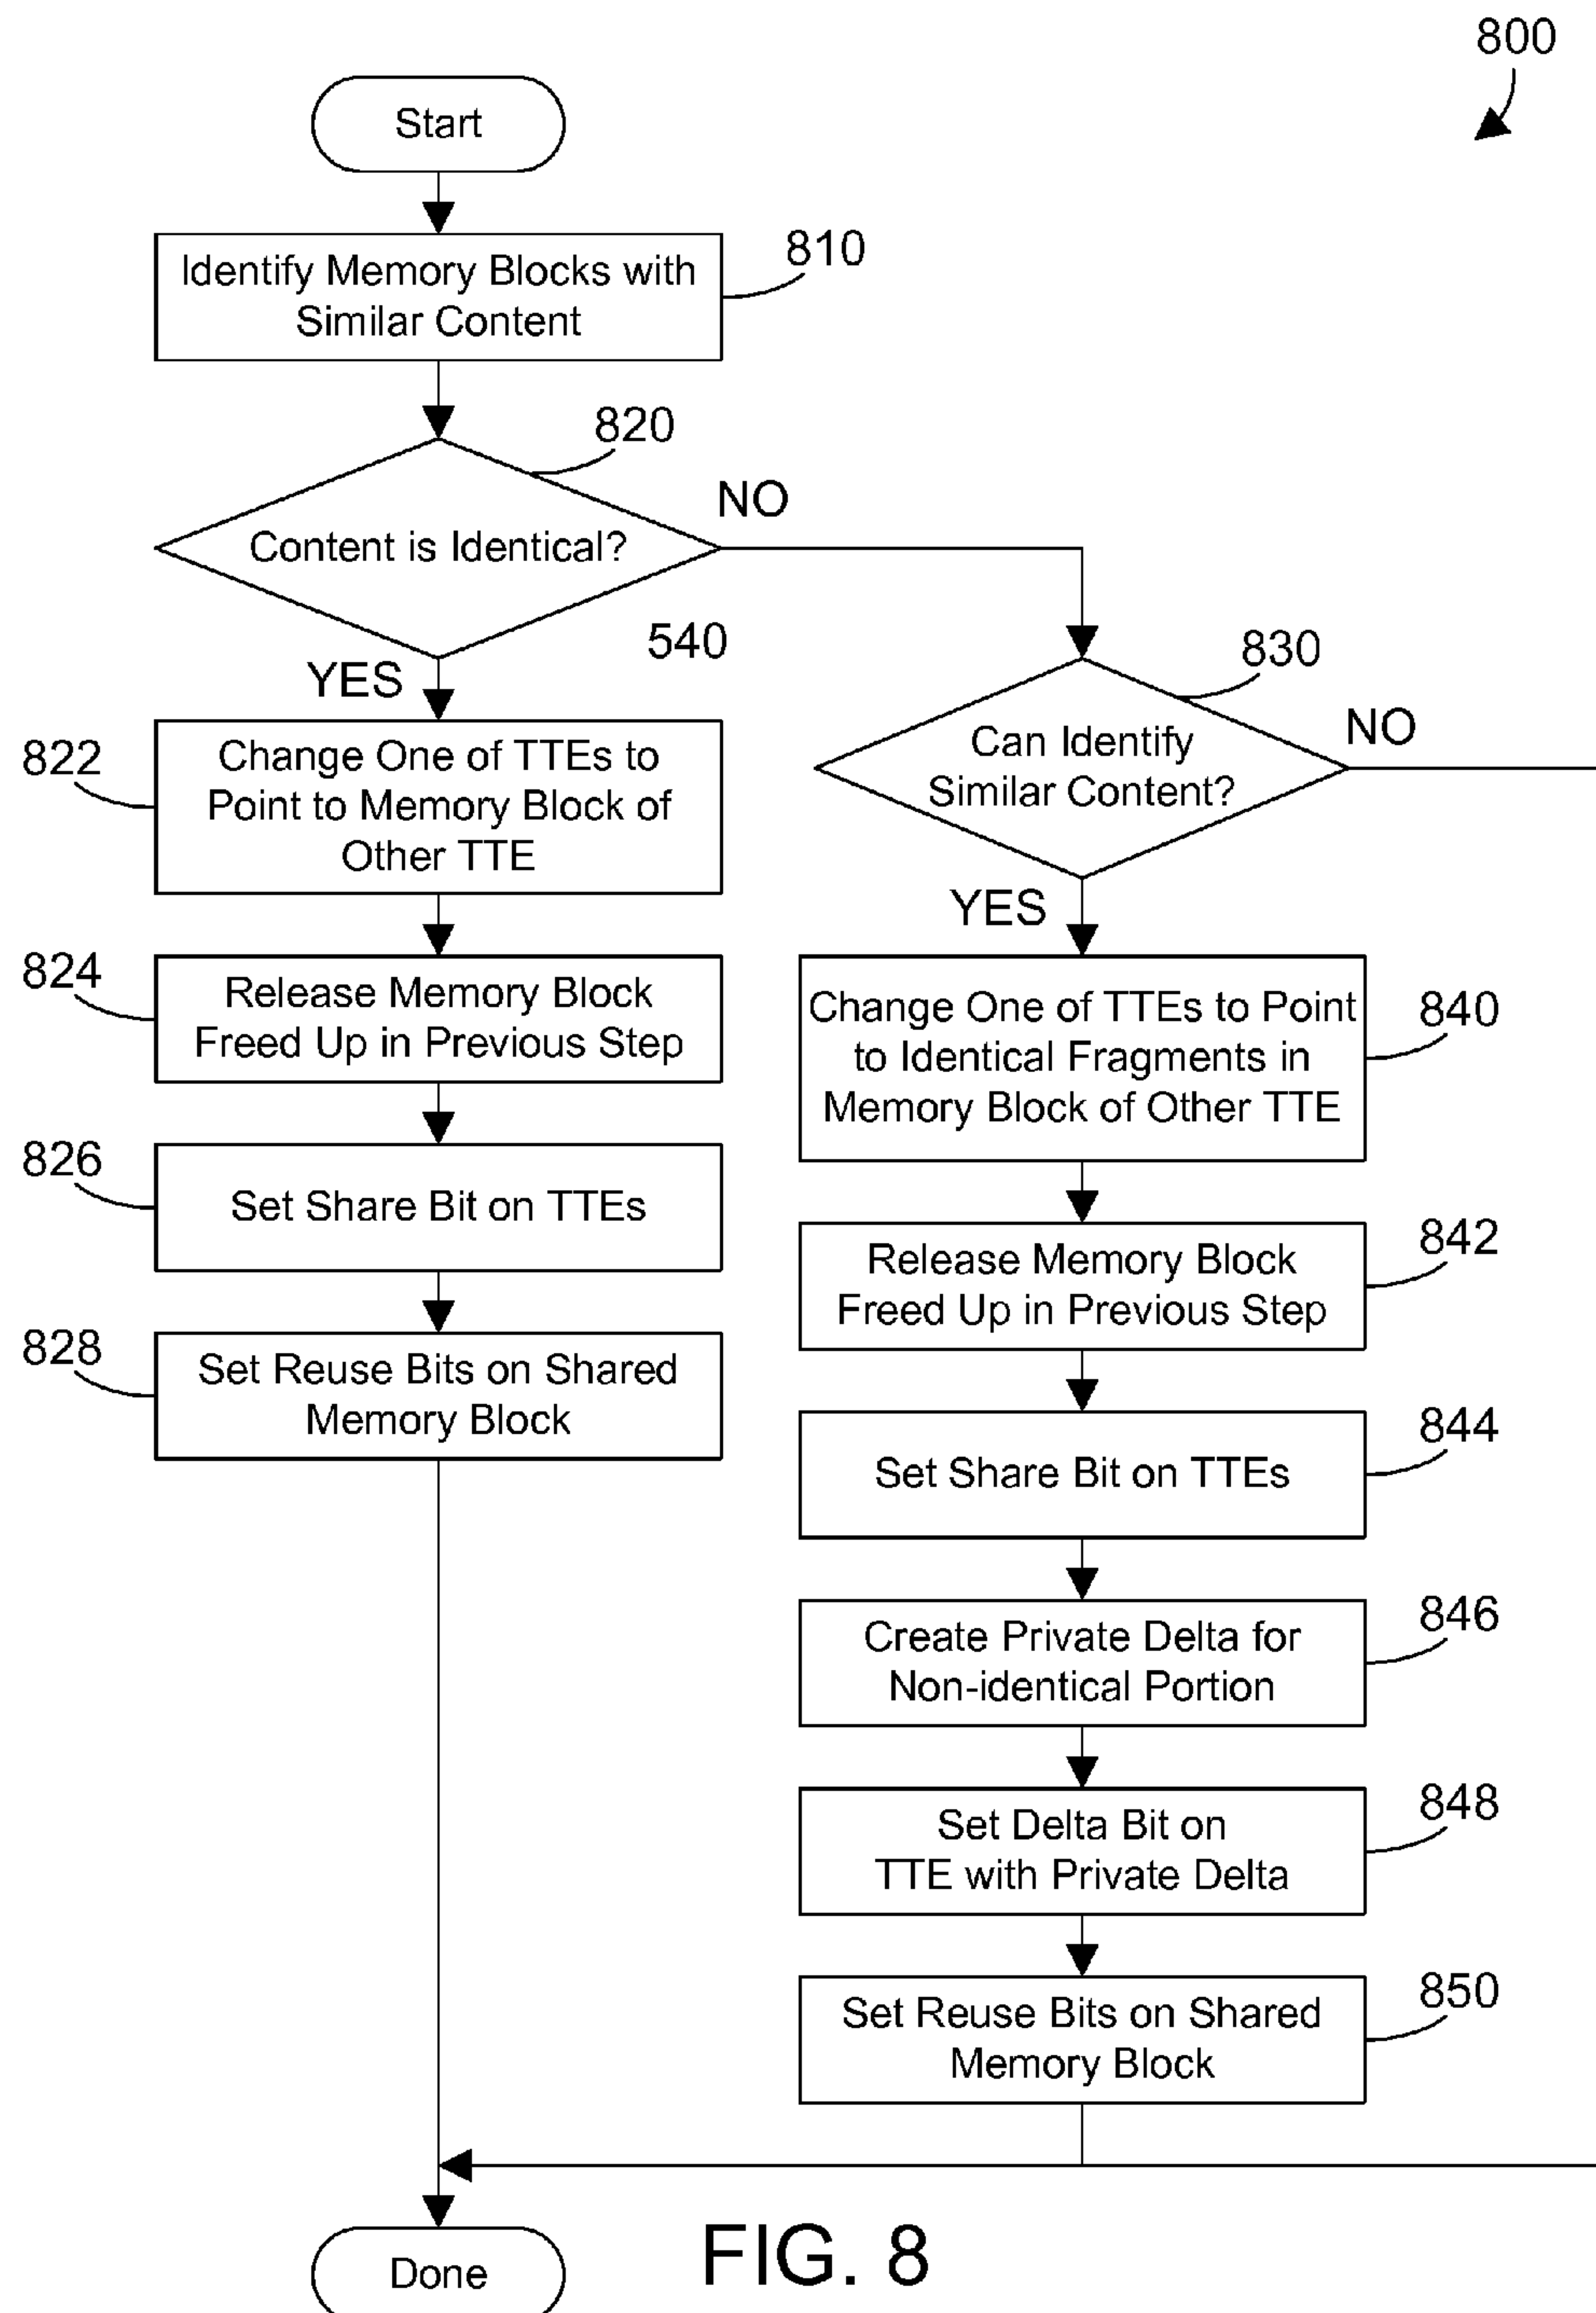 800
Start
810
Identify Memory Blocks with
Similar Content
820
NO
Content is Identical?
540
YES
830
NO
Can Identify
Similar Content?
YES
822
Change One of TTEs to
Point to Memory Block of
Other TTE
824
Release Memory Block
Freed Up in Previous Step
826
Set Share Bit on TTEs
828
Set Reuse Bits on Shared
Memory Block
840
Change One of TTEs to Point
to Identical Fragments in
Memory Block of Other TTE
842
Release Memory Block
Freed Up in Previous Step
844
Set Share Bit on TTEs
846
Create Private Delta for
Non-identical Portion
848
Set Delta Bit on
TTE with Private Delta
850
Set Reuse Bits on Shared
Memory Block
Done
FIG. 8